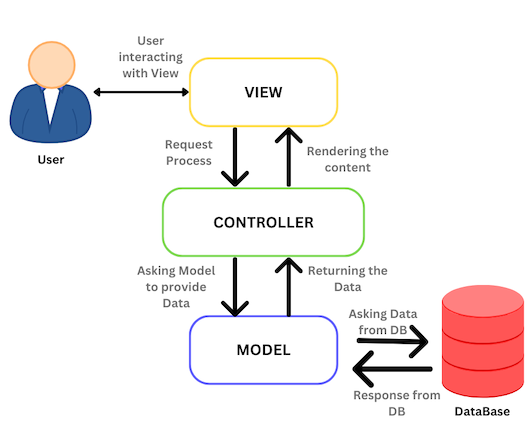 User
interacting
with View
VIEW
User
Request
Process
Rendering the
content
CONTROLLER
Asking Model
to provide
Data
Returning the
Data
Asking Data
from DB
MODEL
Response from
DB
DataBase